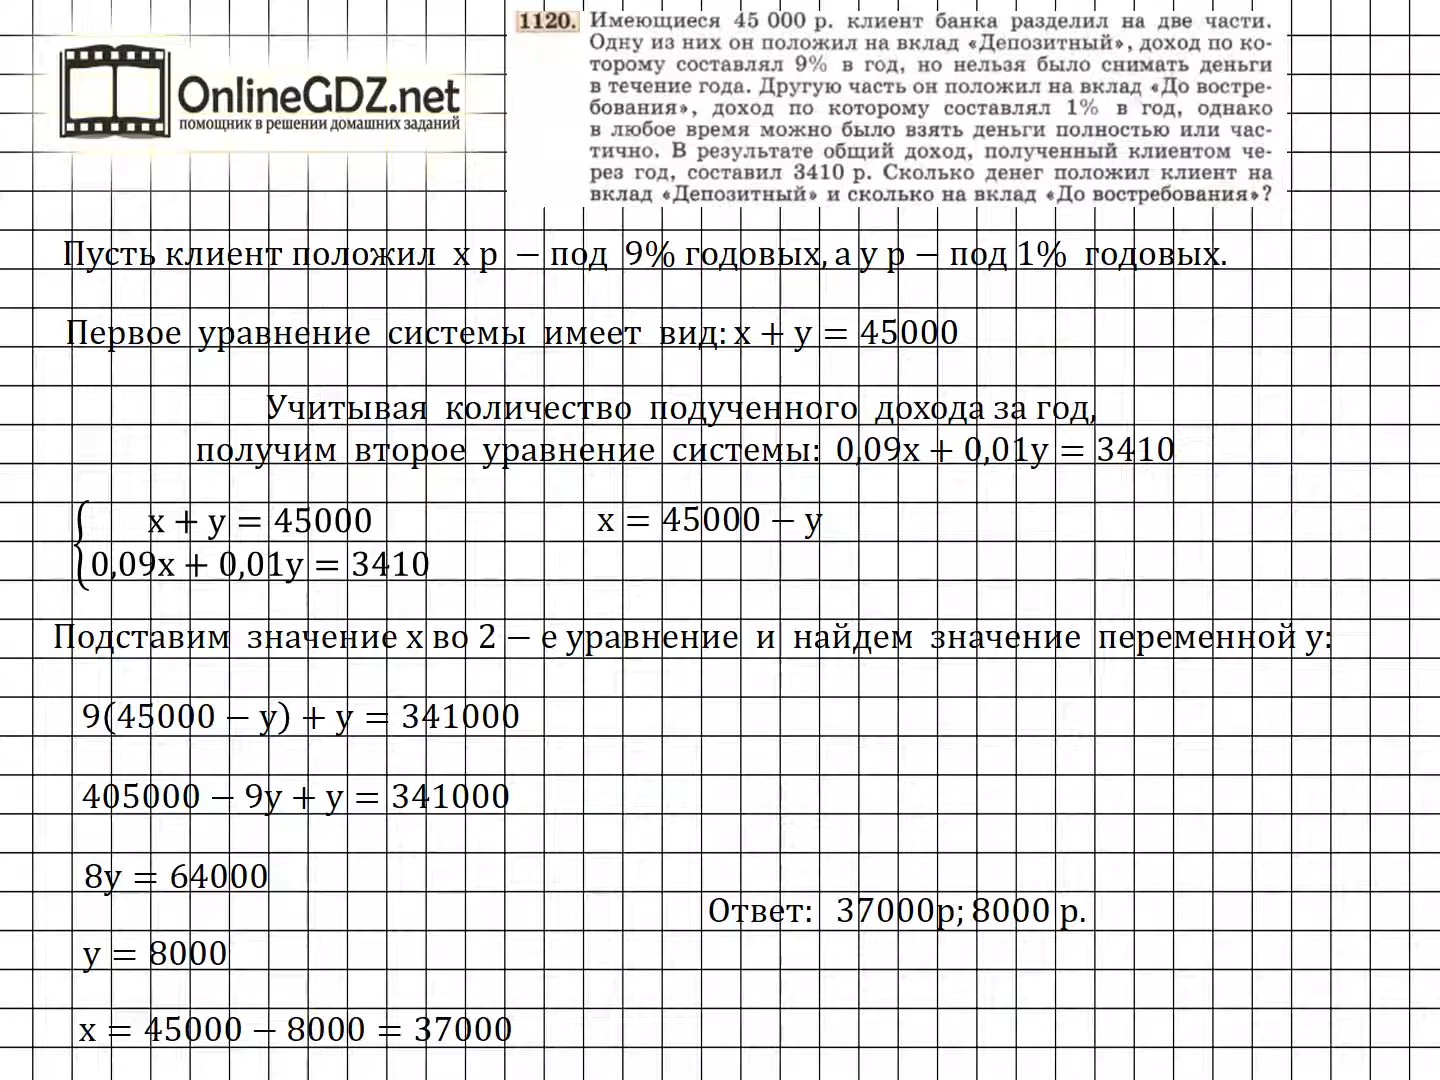 1120. Имеющиеся 45 000 р. клиент банка разделил на две части.
Одну из них он положил на вклад «Депозитный», доход по ко-
торому составлял 9% в год, но нельзя было снимать деньги
в течение года. Другую часть он положил на вклад «До востре-
бования», доход по которому составлял 1% в год, однако
в любое время можно было взять деньги полностью или час-
тично. В результате общий доход, полученный клиентом че-
рез год, составил 3410 р. Сколько денег положил клиент на
вклад «Депозитный» и сколько на вклад «До востребования»?
OnlineGDZ.net
помощник в решении домашних заданий
Пусть клиент положил х р − под 9% годовых, а у р − под 1% годовых.
Первое уравнение системы имеет вид: х + у = 45000
Учитывая количество подученного дохода за год,
получим второе уравнение системы: 0,09х + 0,01у = 3410
х + у = 45000
0,09х + 0,01у = 3410
х = 45000 − у
Подставим значение х во 2 − е уравнение и найдем значение переменной у:
9(45000 − у) + у = 341000
405000 − 9у + у = 341000
8у = 64000
Ответ: 37000р; 8000 р.
у = 8000
х = 45000 − 8000 = 37000